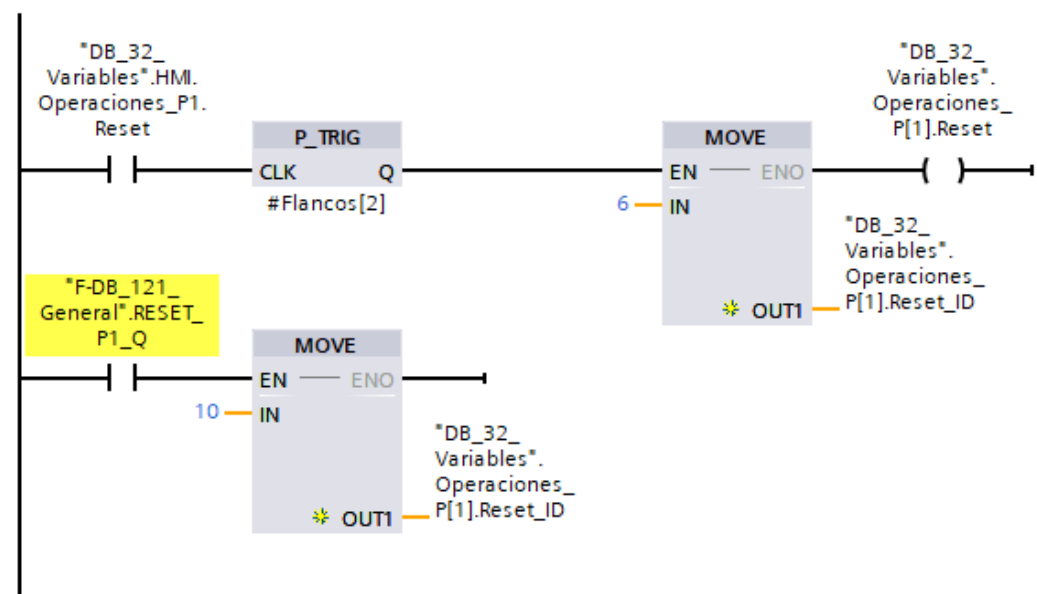 "DB_32_
Variables".HMI.
Operaciones_P1.
Reset
P_TRIG
CLK Q
#Flancos[2]
MOVE
EN ENO
6 IN
OUT1
"DB_32_
Variables".
Operaciones_
P[1].Reset
"DB_32_
Variables".
Operaciones_
P[1].Reset_ID
"F-DB_121_
General".RESET_
P1_Q
MOVE
EN ENO
10 IN
OUT1
"DB_32_
Variables".
Operaciones_
P[1].Reset_ID